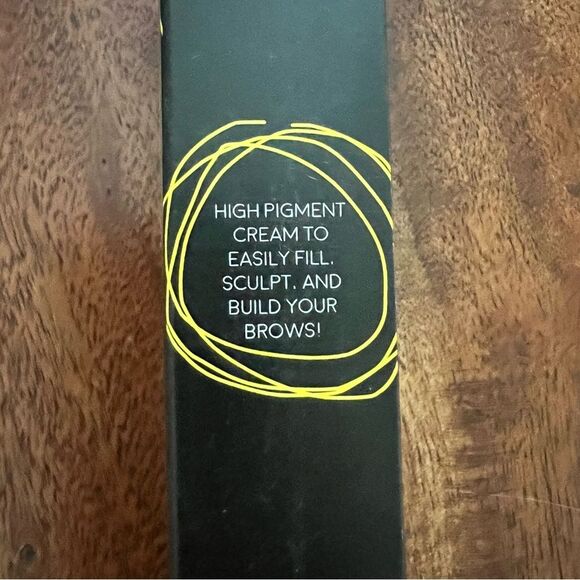 HIGH PIGMENT
CREAM TO
EASILY FILL,
SCULPT, AND
BUILD YOUR
BROWS!